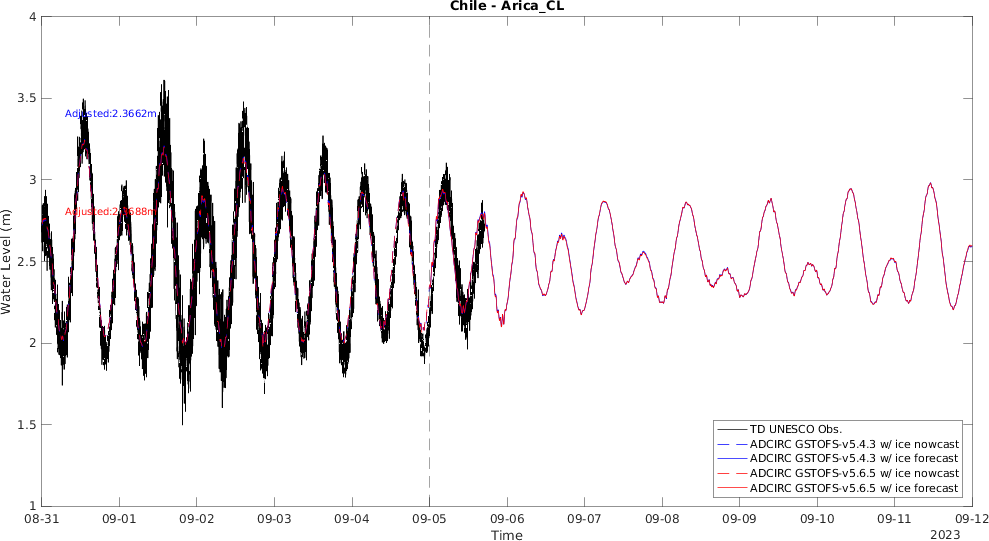 Chile - Arica_CL
4
3.5
3
2.5
2
1.5
1
Water Level (m)
Adjusted:2.3662m
TD UNESCO Obs.
ADCIRC GSTOFS-v5.4.3 w/ ice nowcast
ADCIRC GSTOFS-v5.4.3 w/ ice forecast
ADCIRC GSTOFS-v5.6.5 w/ ice nowcast
ADCIRC GSTOFS-v5.6.5 w/ ice forecast
08-31 09-01 09-02 09-03 09-04 09-05 09-06 09-07 09-08 09-09 09-10 09-11 09-12
Time
2023